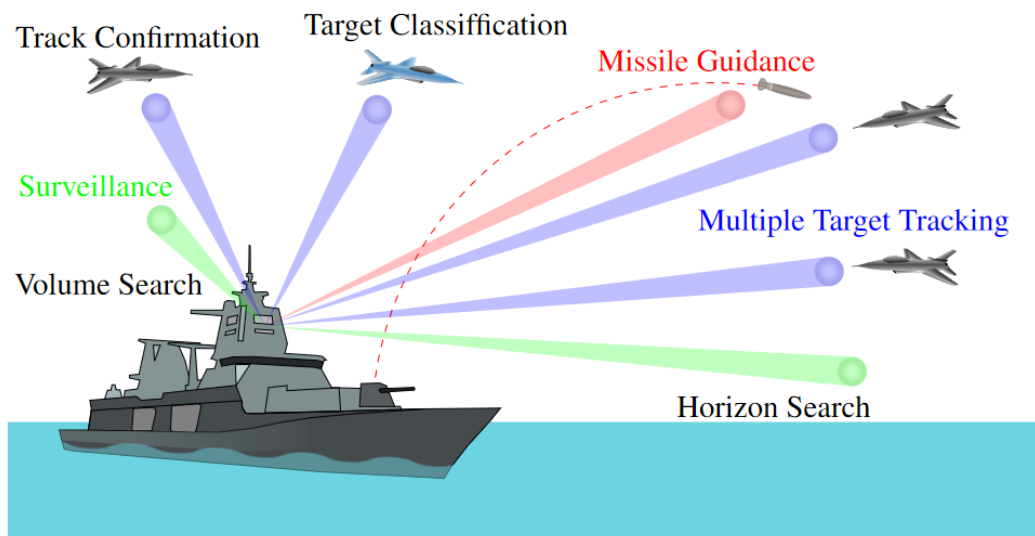 Track Confirmation
Target Classiffication
Missile Guidance
Surveillance
Multiple Target Tracking
Volume Search
Horizon Search